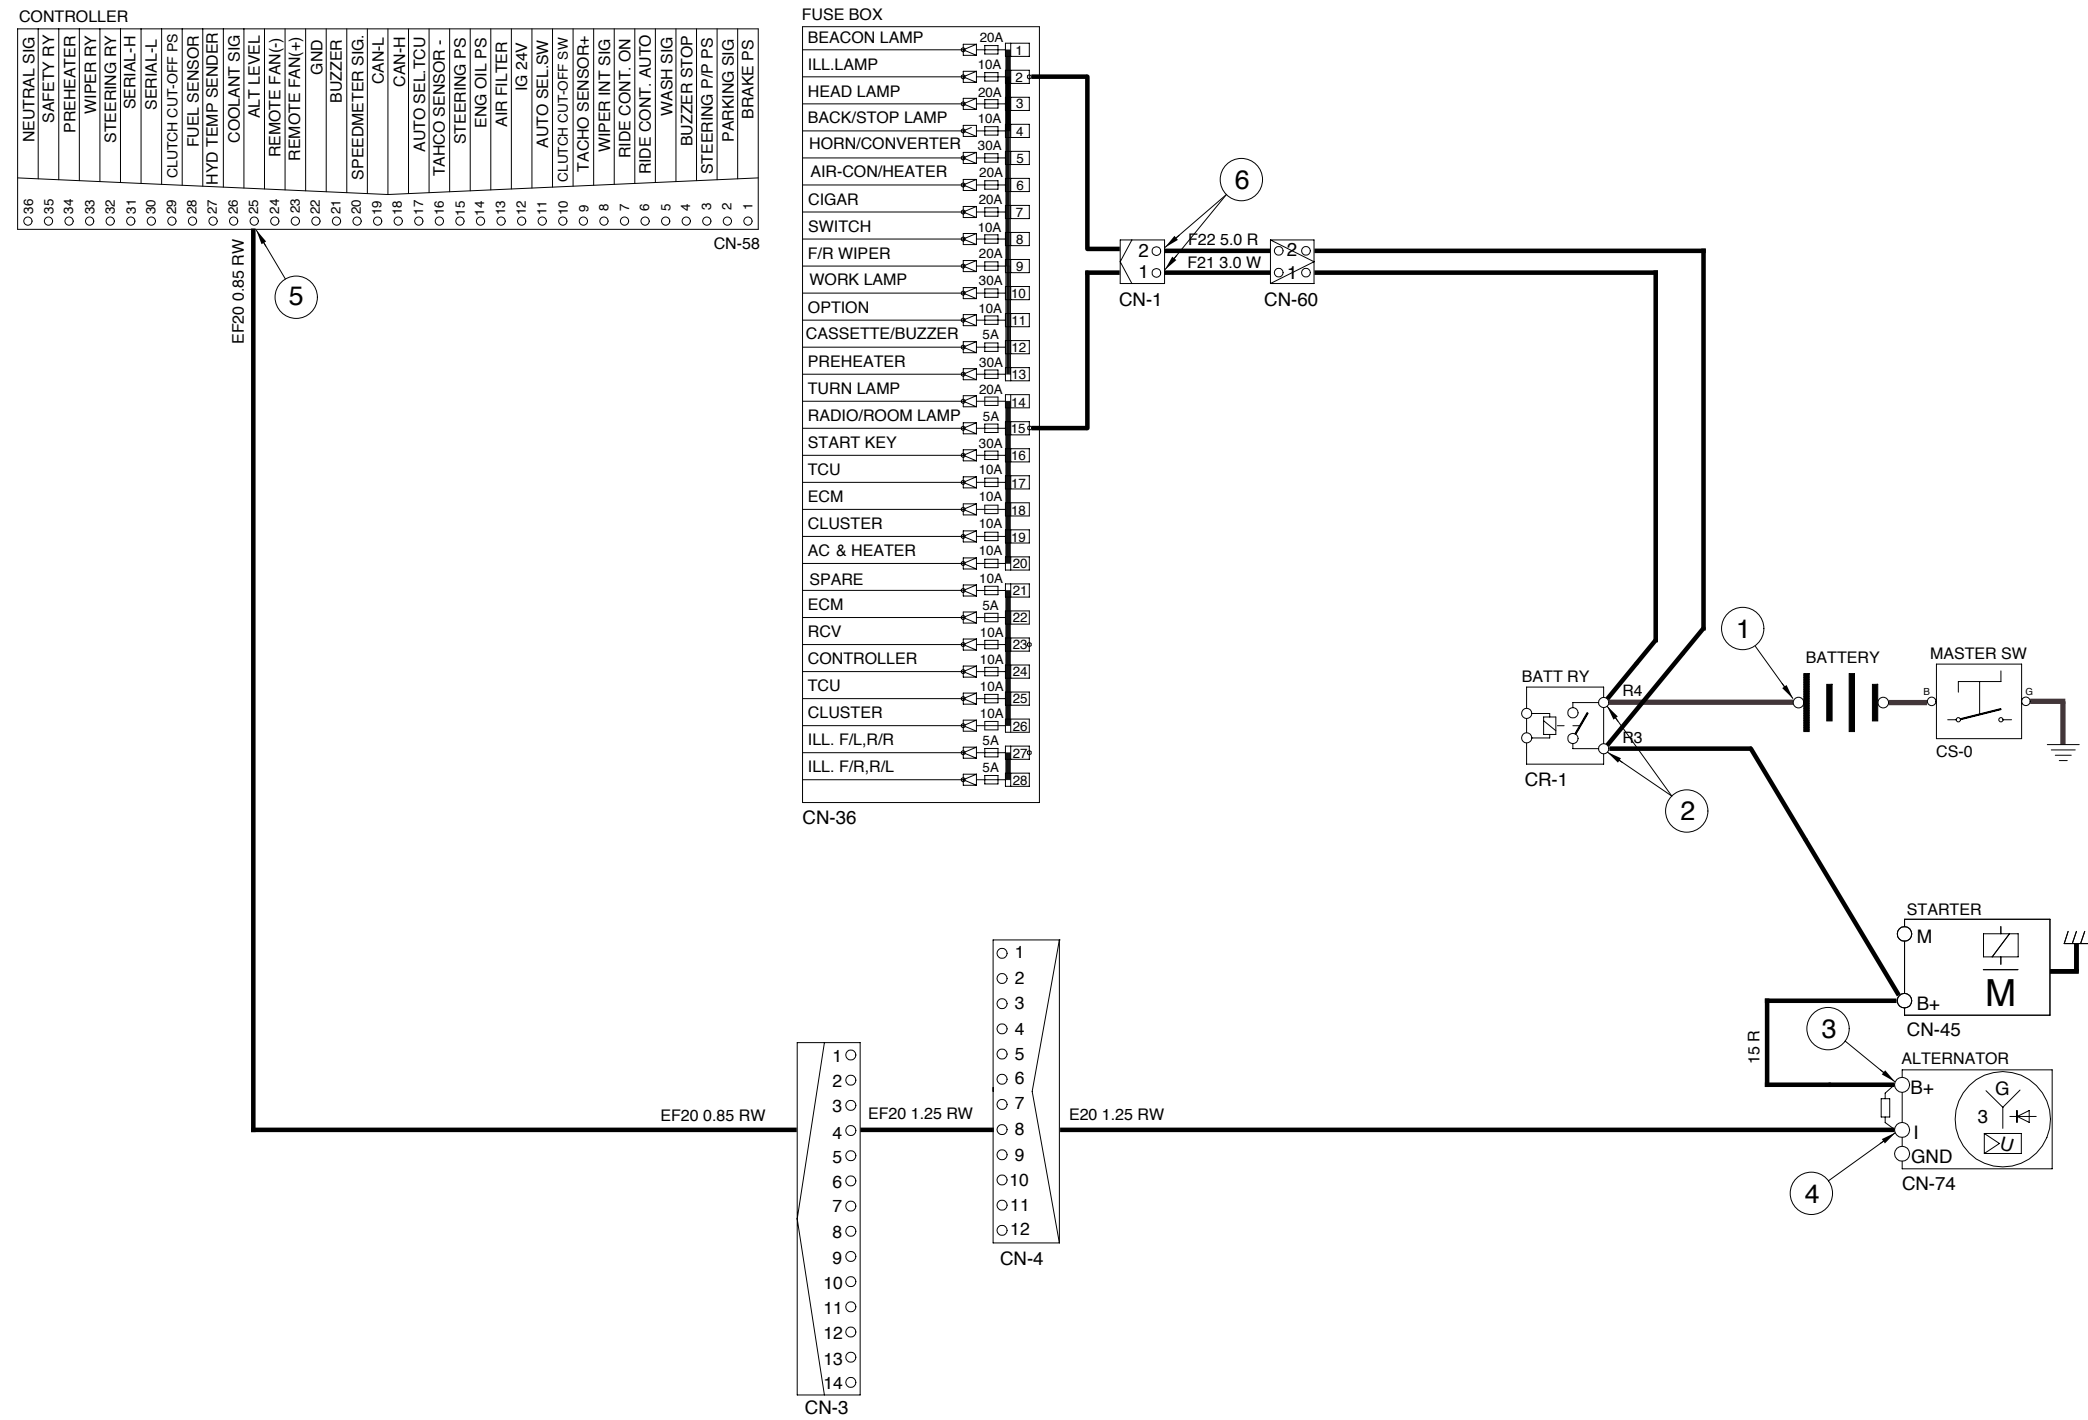 CONTROLLER
NEUTRAL SIG
SAFETY RY
PREHEATER
WIPER RY
STEERING RY
SERIAL-H
SERIAL-L
CLUTCH CUT-OFF PS
FUEL SENSOR
HYD TEMP SENDER
COOLANT SIG
ALT LEVEL
REMOTE FAN(-)
REMOTE FAN(+)
GND
BUZZER
SPEEDMETER SIG.
CAN-L
CAN-H
AUTO SEL.TCU
TAHCO SENSOR -
STEERING PS
ENG OIL PS
AIR FILTER
IG 24V
AUTO SEL.SW
CLUTCH CUT-OFF SW
TACHO SENSOR+
WIPER INT SIG
RIDE CONT. ON
RIDE CONT. AUTO
WASH SIG
BUZZER STOP
STEERING P/P PS
PARKING SIG
BRAKE PS
36 35 34 33 32 31 30 29 28 27 26 25 24 23 22 21 20 19 18 17 16 15 14 13 12 11 10 9 8 7 6 5 4 3 2 1
CN-58
EF20 0.85 RW
5
FUSE BOX
BEACON LAMP 20A 1
ILL.LAMP 10A 2
HEAD LAMP 20A 3
BACK/STOP LAMP 10A 4
HORN/CONVERTER 30A 5
AIR-CON/HEATER 20A 6
CIGAR 20A 7
SWITCH 10A 8
F/R WIPER 20A 9
WORK LAMP 30A 10
OPTION 10A 11
CASSETTE/BUZZER 5A 12
PREHEATER 30A 13
TURN LAMP 20A 14
RADIO/ROOM LAMP 5A 15
START KEY 30A 16
TCU 10A 17
ECM 10A 18
CLUSTER 10A 19
AC & HEATER 10A 20
SPARE 10A 21
ECM 5A 22
RCV 10A 23
CONTROLLER 10A 24
TCU 10A 25
CLUSTER 10A 26
ILL. F/L,R/R 5A 27
ILL. F/R,R/L 5A 28
CN-36
6
2 F22 5.0 R 2
1 F21 3.0 W 1
CN-1 CN-60
1
BATT RY
R4
R3
CR-1
2
BATTERY
MASTER SW
B G
CS-0
STARTER
M
M
B+
CN-45
15 R
3
ALTERNATOR
B+
G
3
U
I
GND
CN-74
4
1
2
3
4
5
6
7
8
9
10
11
12
CN-4
E20 1.25 RW
EF20 1.25 RW
EF20 0.85 RW
1
2
3
4
5
6
7
8
9
10
11
12
13
14
CN-3